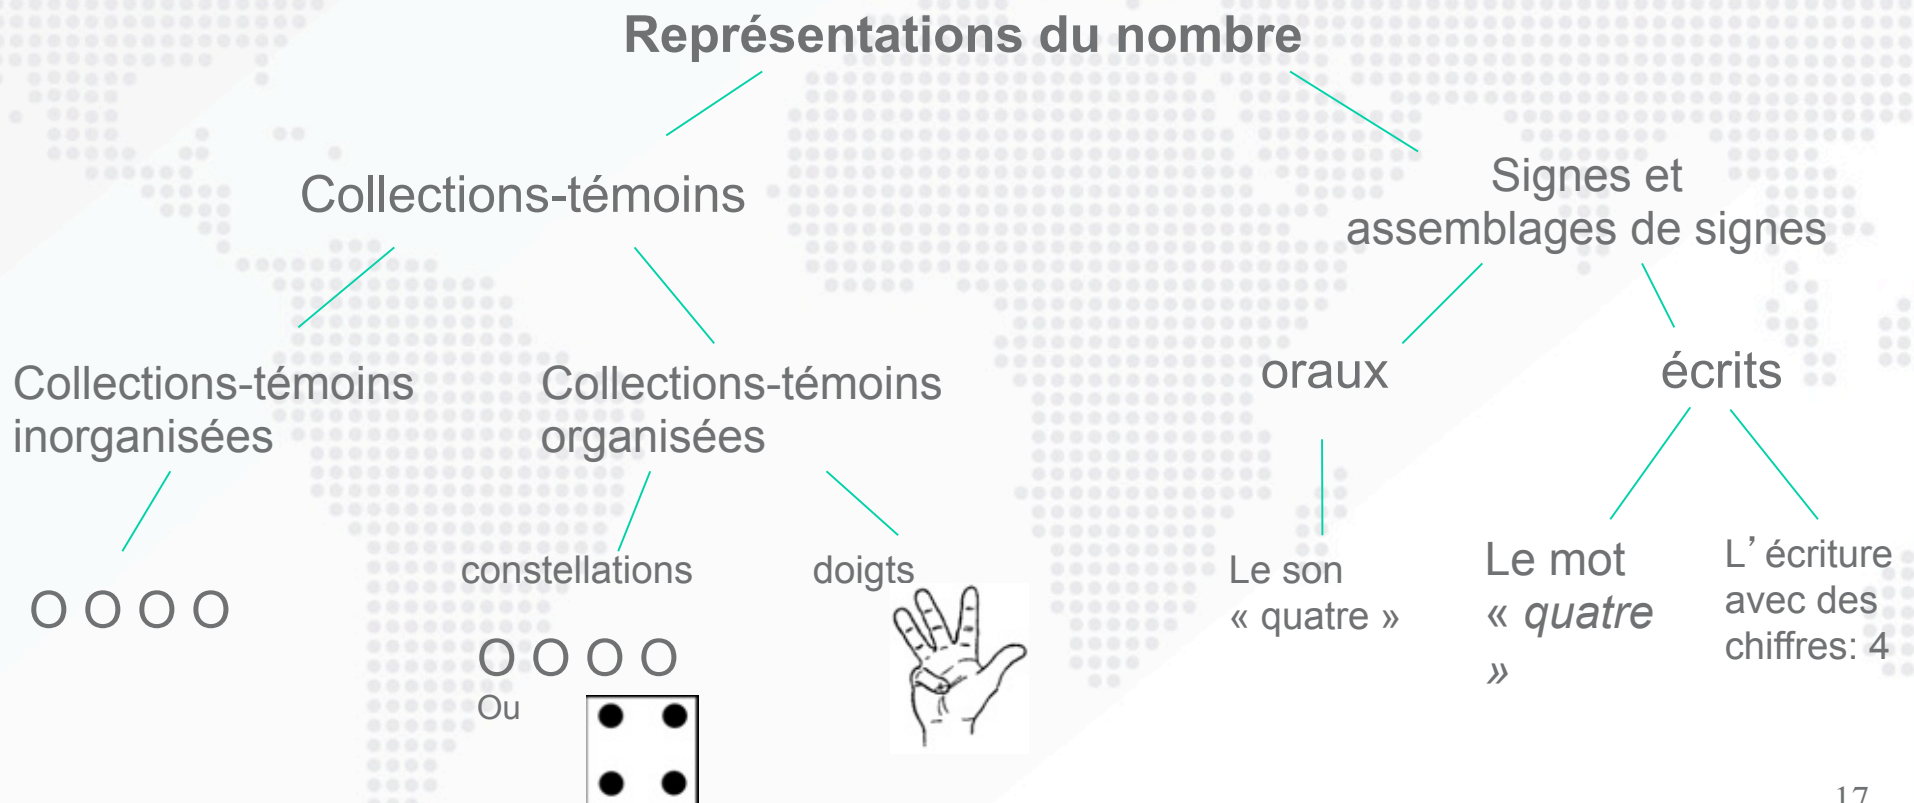 Représentations du nombre
Collections-témoins
Signes et
assemblages de signes
Collections-témoins
inorganisées
Collections-témoins
organisées
oraux
écrits
O O O O
constellations
O O O O
Ou
doigts
Le son
« quatre »
Le mot
« quatre
»
L’ écriture
avec des
chiffres: 4
17